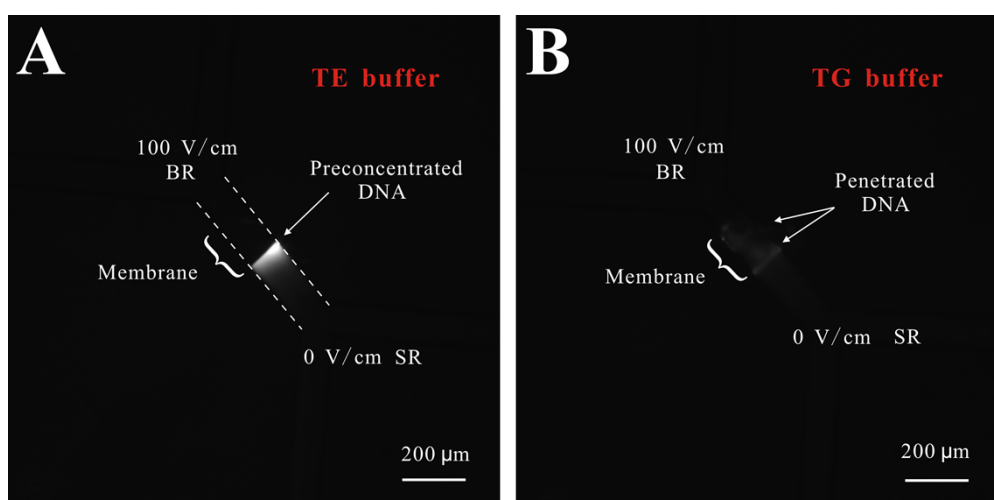 A
TE buffer
100 V/cm
BR
Preconcentrated
DNA
Membrane
0 V/cm SR
200 μm
B
TG buffer
100 V/cm
BR
Penetrated
DNA
Membrane
0 V/cm SR
200 μm